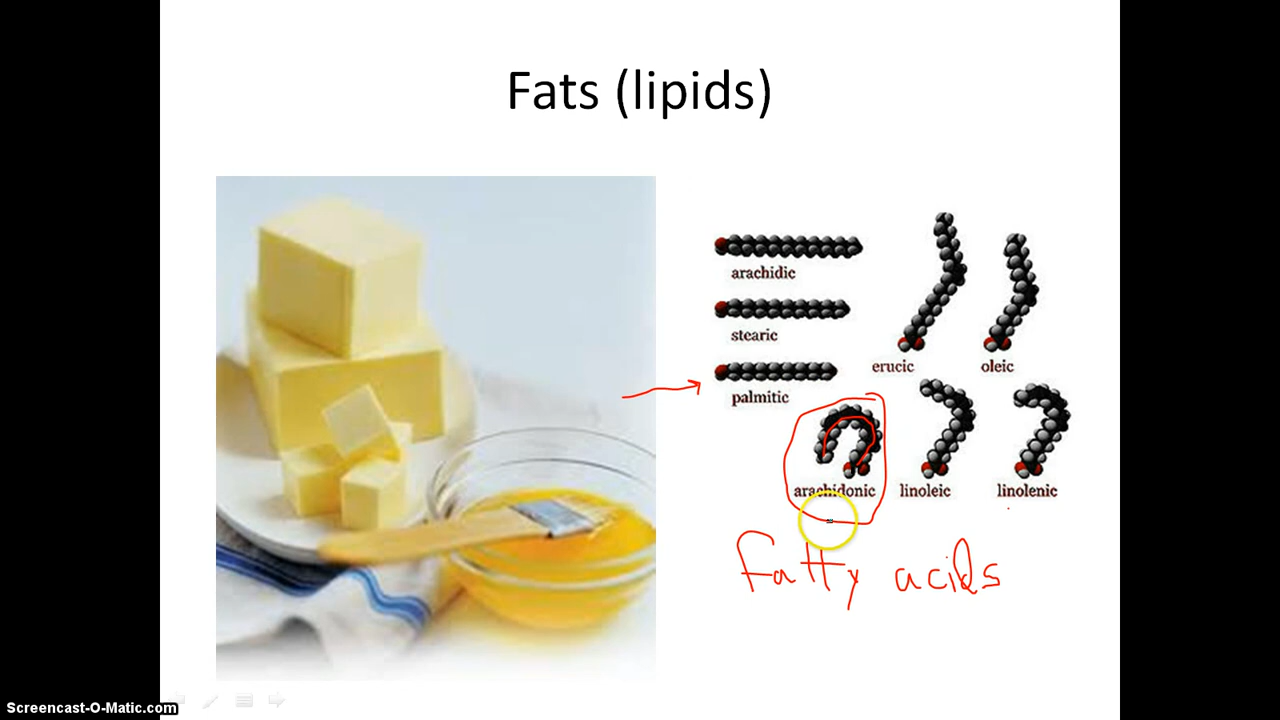 Fats (lipids)
arachidic
stearic
palmitic
erucic
oleic
arachidonic
linoleic
linolenic
fatty acids
Screencast-O-Matic.com